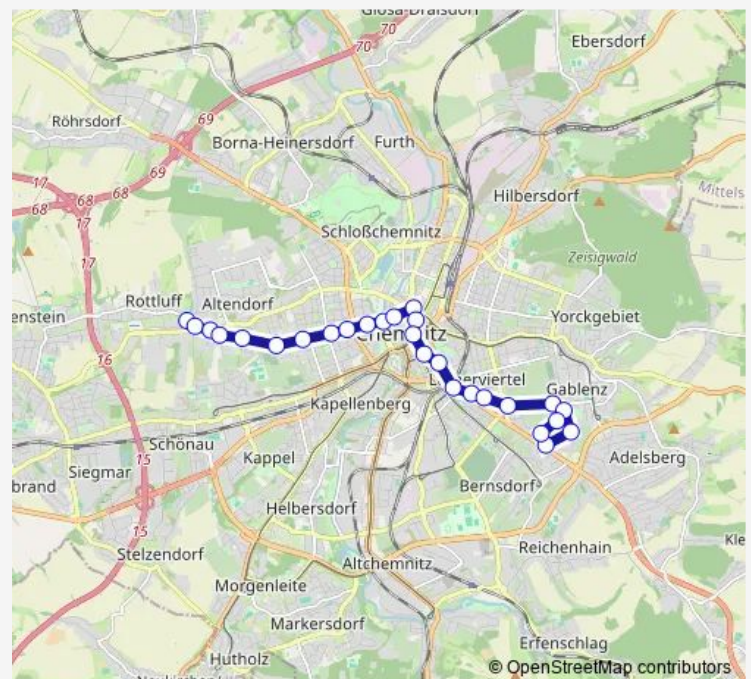 Glösa-Draisdorf
70
70
Ebersdorf
Röhrsdorf
69
Borna-Heinersdorf
Furth
69
17
68
68
17
Hilbersdorf
Mittels
Schloßchemnitz
17
Zeisigwald
Rottluff
Altendorf
enstein
Yorckgebiet
16
Chemnitz
Lutherviertel
Gablenz
Kapellenberg
Schönau
15
Kappel
Adelsberg
Siegmar
brand
Bernsdorf
Helbersdorf
15
Kle
Stelzendorf
Reichenhain
Altchemnitz
Morgenleite
Markersdorf
Erfenschlag
Hutholz
© OpenStreetMap contributors